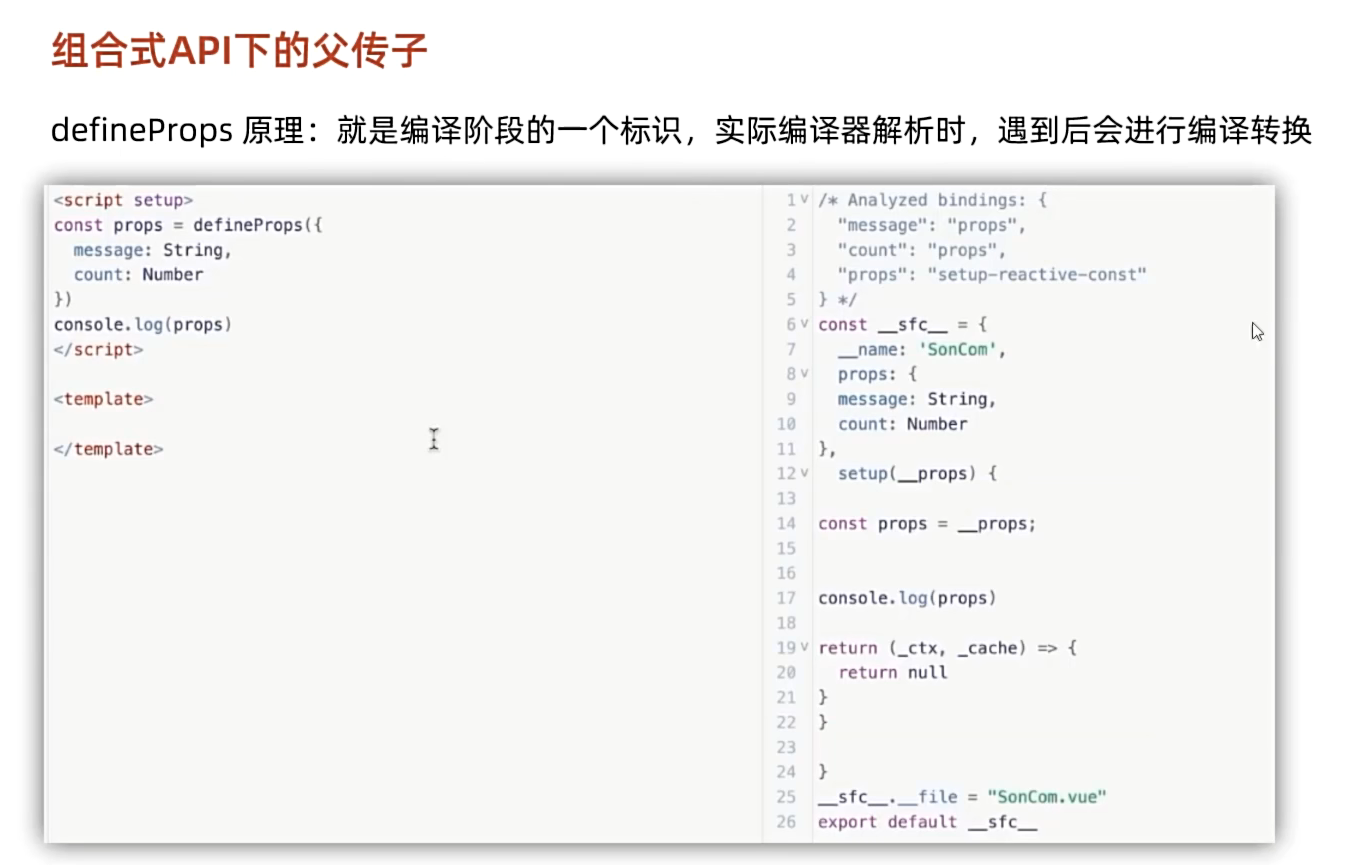 组合式API下的父传子
defineProps 原理：就是编译阶段的一个标识，实际编译器解析时，遇到后会进行编译转换
<script setup>
const props = defineProps({
  message: String,
  count: Number
})
console.log(props)
</script>

<template>

</template>
1 /* Analyzed bindings: {
2   "message": "props",
3   "count": "props",
4   "props": "setup-reactive-const"
5 } */
6 const __sfc__ = {
7   __name: 'SonCom',
8   props: {
9   message: String,
10   count: Number
11 },
12   setup(__props) {
13
14 const props = __props;
15
16
17 console.log(props)
18
19 return (_ctx, _cache) => {
20   return null
21 }
22 }
23
24 }
25 __sfc__.__file = "SonCom.vue"
26 export default __sfc__